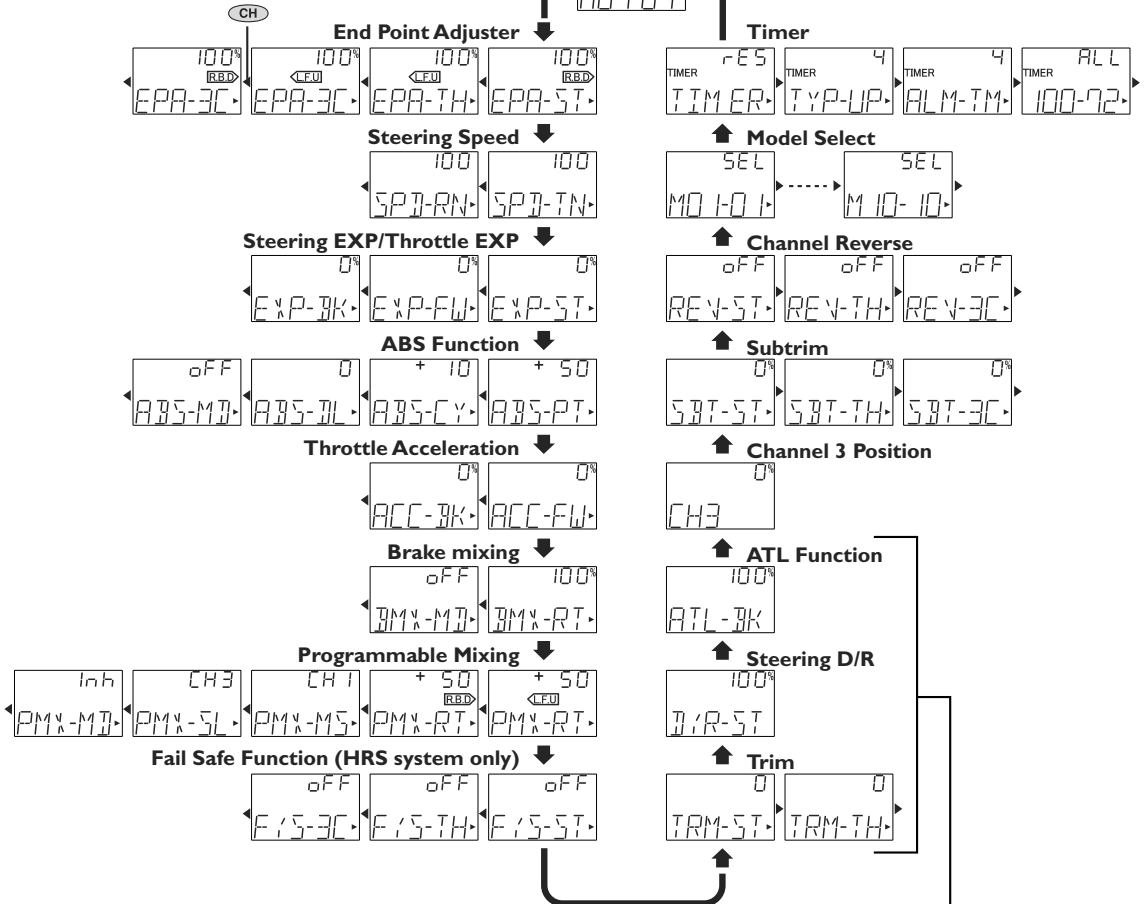 CH
End Point Adjuster
100% R.B.D EPA-3C
100% L.F.U EPA-3C
100% L.F.U EPA-TH
100% R.B.D EPA-ST
Steering Speed
100 SPD-RN
100 SPD-TN
Steering EXP/Throttle EXP
0% EXP-BK
0% EXP-FW
0% EXP-ST
ABS Function
oFF ABS-MD
0 ABS-DL
+ 10 ABS-CY
+ 50 ABS-PT
Throttle Acceleration
0% ACC-BK
0% ACC-FW
Brake mixing
oFF BMX-MD
100% BMX-RT
Programmable Mixing
Inh PMX-MD
CH3 PMX-SL
CH1 PMX-MS
+ 50 R.B.D PMX-RT
+ 50 L.F.U PMX-RT
Fail Safe Function (HRS system only)
oFF F/S-3C
oFF F/S-TH
oFF F/S-ST
Timer
rES TIMER TIMER
4 TIMER TYP-UP
4 TIMER ALM-TM
ALL TIMER 100-92
Model Select
SEL M01-01
SEL M10-10
Channel Reverse
oFF REV-ST
oFF REV-TH
oFF REV-3C
Subtrim
0% SBT-ST
0% SBT-TH
0% SBT-3C
Channel 3 Position
0% CH3
ATL Function
100% ATL-BK
Steering D/R
100% D/R-ST
Trim
0 TRM-ST
0 TRM-TH